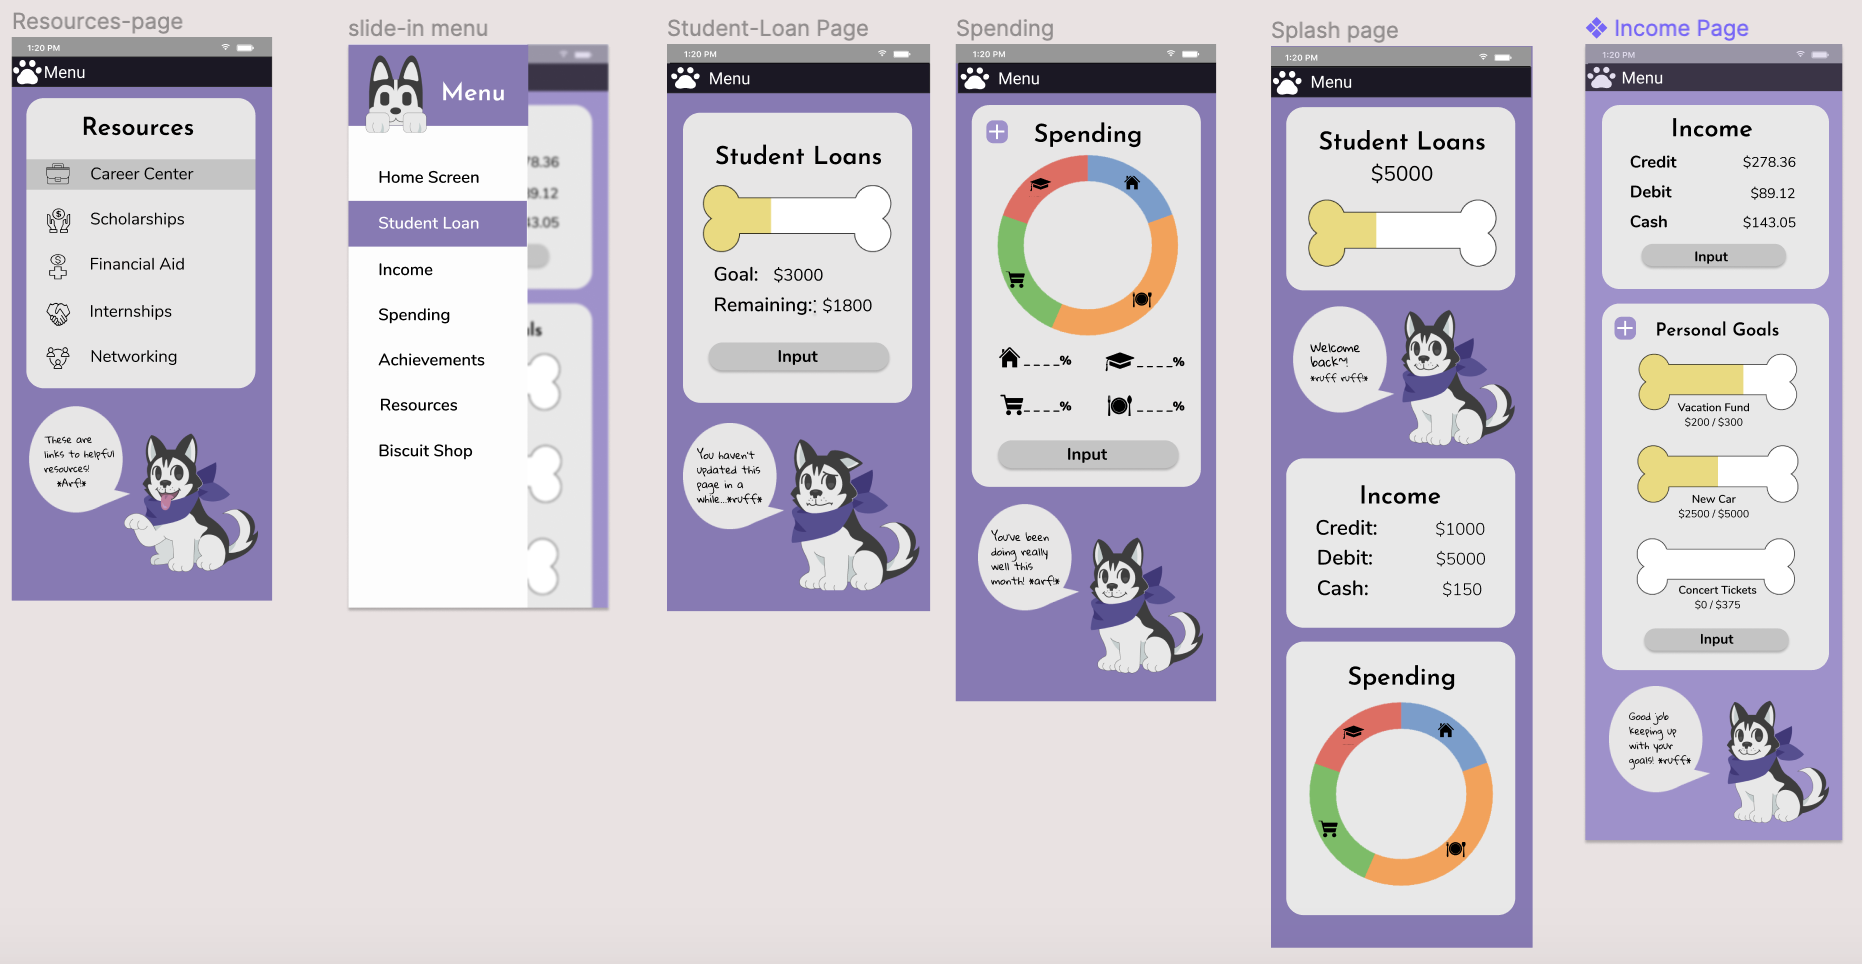 Resources-page
1:20 PM
Menu
Resources
Career Center
Scholarships
Financial Aid
Internships
Networking
These are
links to helpful
resources!
*Arf!*
slide-in menu
Menu
Home Screen
Student Loan
Income
Spending
Achievements
Resources
Biscuit Shop
78.36
89.12
43.05
ls
Student-Loan Page
1:20 PM
Menu
Student Loans
Goal: $3000
Remaining:: $1800
Input
You haven't
updated this
page in a
while...*ruff*
Spending
1:20 PM
Menu
Spending
____%
____%
____%
____%
Input
You've been
doing really
well this
month! *arf!*
Splash page
1:20 PM
Menu
Student Loans
$5000
Welcome
back~!
*ruff ruff!*
Income
Credit: $1000
Debit: $5000
Cash: $150
Spending
Income Page
1:20 PM
Menu
Income
Credit $278.36
Debit $89.12
Cash $143.05
Input
Personal Goals
Vacation Fund
$200 / $300
New Car
$2500 / $5000
Concert Tickets
$0 / $375
Input
Good job
keeping up
with your
goals! *ruff*